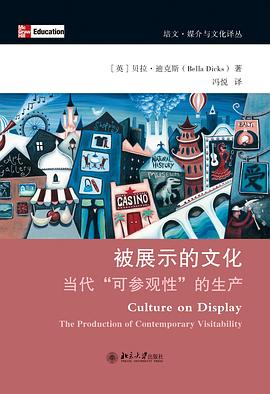 Mc Graw Hill Education
培文·媒介与文化译丛
［英］贝拉·迪克斯（Bella Dicks）著
冯悦 译
Art Gallery
NATURAL HISTORY
MUSEUM
CASINO
被展示的文化
当代“可参观性”的生产
Culture on Display
The Production of Contemporary Visitability
北京大学出版社